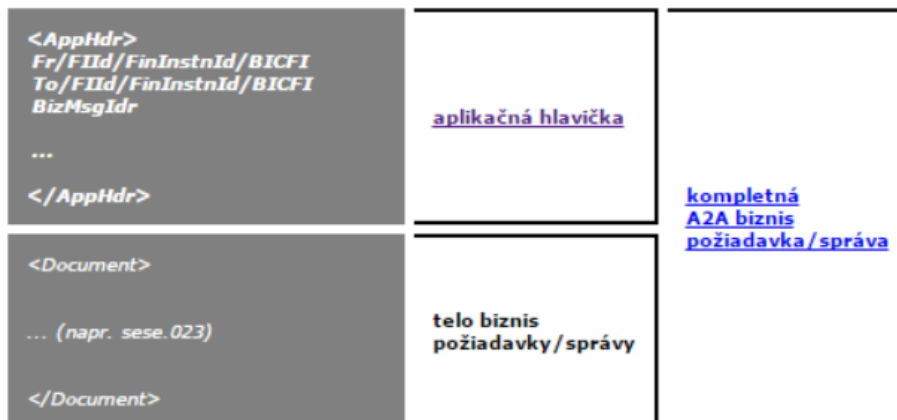 <AppHdr>
Fr/FIId/FinInstnId/BICFI
To/FIId/FinInstnId/BICFI
BizMsgIdr
...
</AppHdr>
aplikačná hlavička
<Document>
... (napr. sese.023)
</Document>
telo biznis
požiadavky/správy
kompletná
A2A biznis
požiadavka/správa